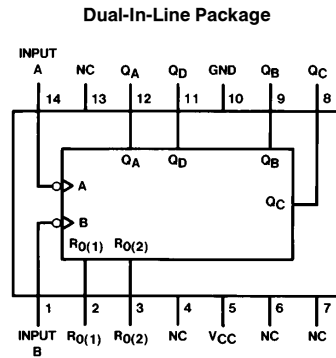 Dual-In-Line Package
INPUT
A NC QA QD GND QB QC
14 13 12 11 10 9 8
QA QD QB
A QC
B
R0(1) R0(2)
1 2 3 4 5 6 7
INPUT R0(1) R0(2) NC VCC NC NC
B